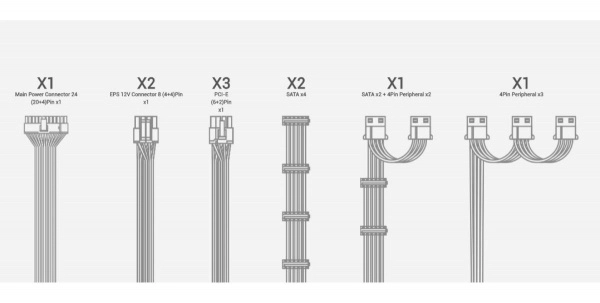 X1
Main Power Connector 24
(20+4)Pin x1
X2
EPS 12V Connector 8 (4+4)Pin
x1
X3
PCI-E
(6+2)Pin
x1
X2
SATA x4
X1
SATA x2 + 4Pin Peripheral x2
X1
4Pin Peripheral x3